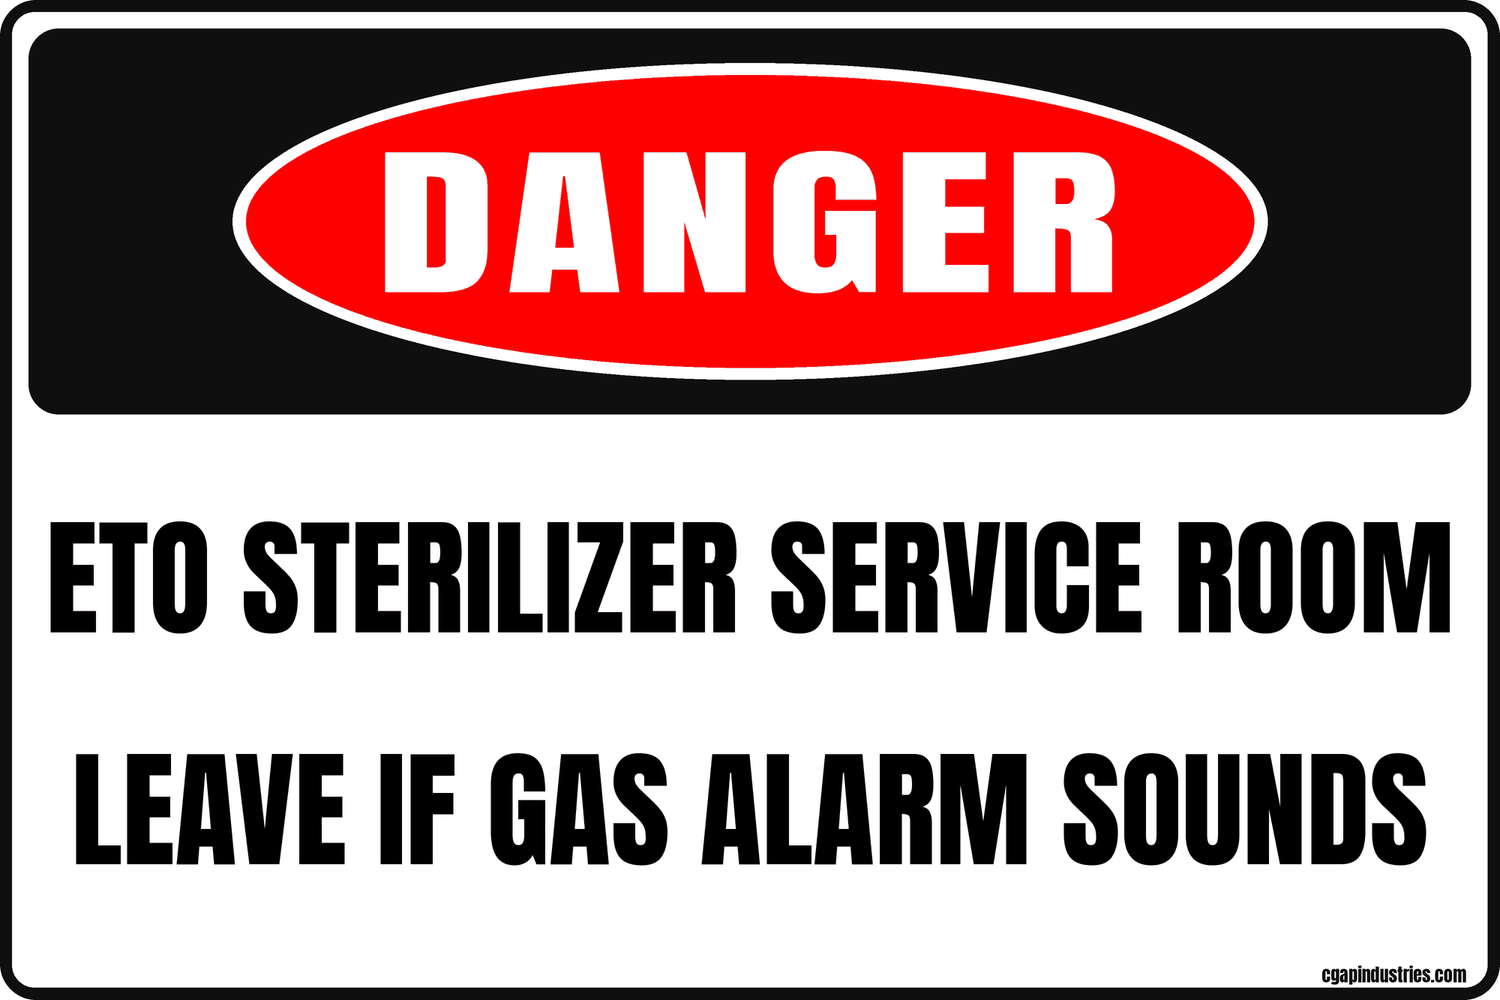 DANGER
ETO STERILIZER SERVICE ROOM
LEAVE IF GAS ALARM SOUNDS
cgapindustries.com